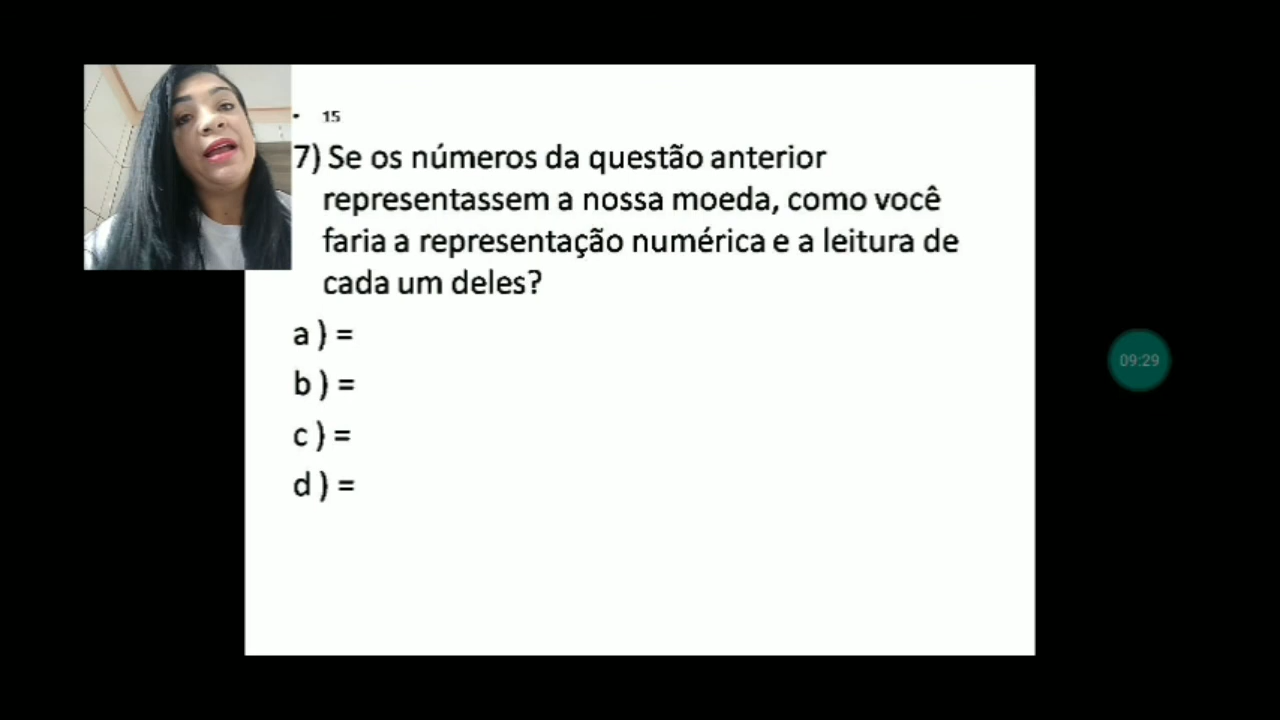 • 15
7) Se os números da questão anterior
representassem a nossa moeda, como você
faria a representação numérica e a leitura de
cada um deles?
a ) =
b ) =
c ) =
d ) =
09:29